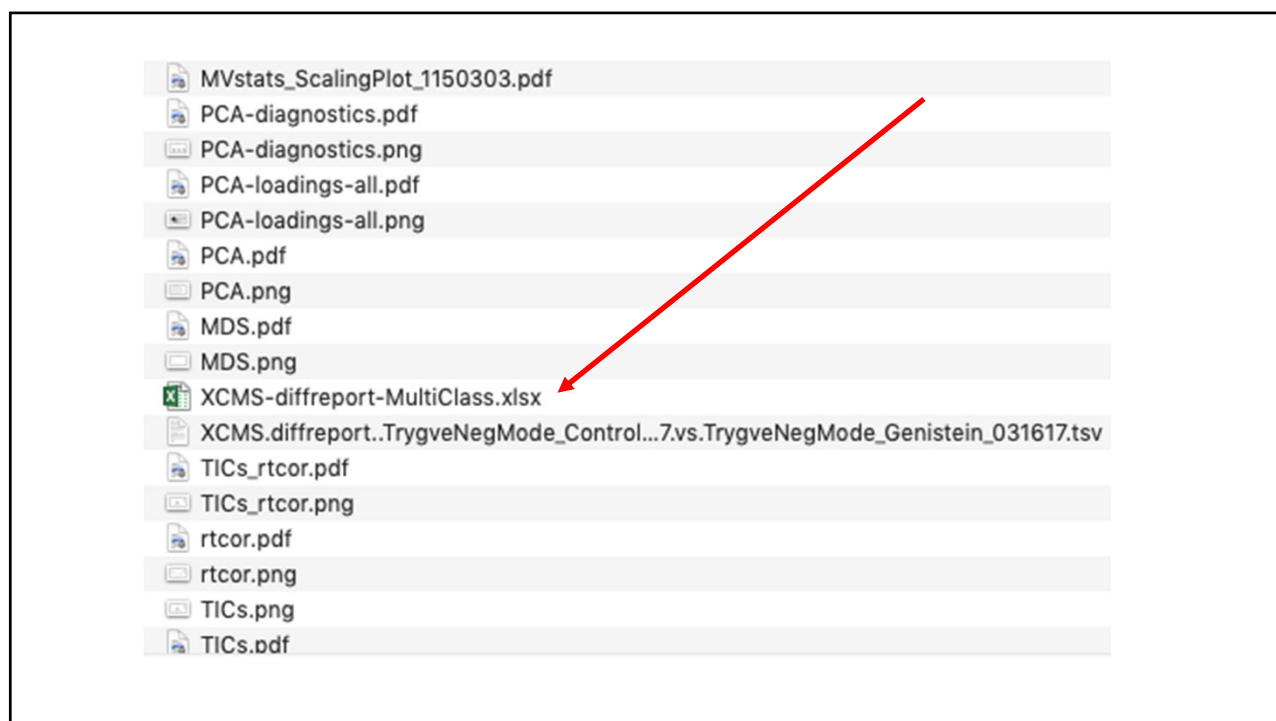 MVstats_ScalingPlot_1150303.pdf
PCA-diagnostics.pdf
PCA-diagnostics.png
PCA-loadings-all.pdf
PCA-loadings-all.png
PCA.pdf
PCA.png
MDS.pdf
MDS.png
XCMS-diffreport-MultiClass.xlsx
XCMS.diffreport..TrygveNegMode_Control...7.vs.TrygveNegMode_Genistein_031617.tsv
TICs_rtcor.pdf
TICs_rtcor.png
rtcor.pdf
rtcor.png
TICs.png
TICs.pdf